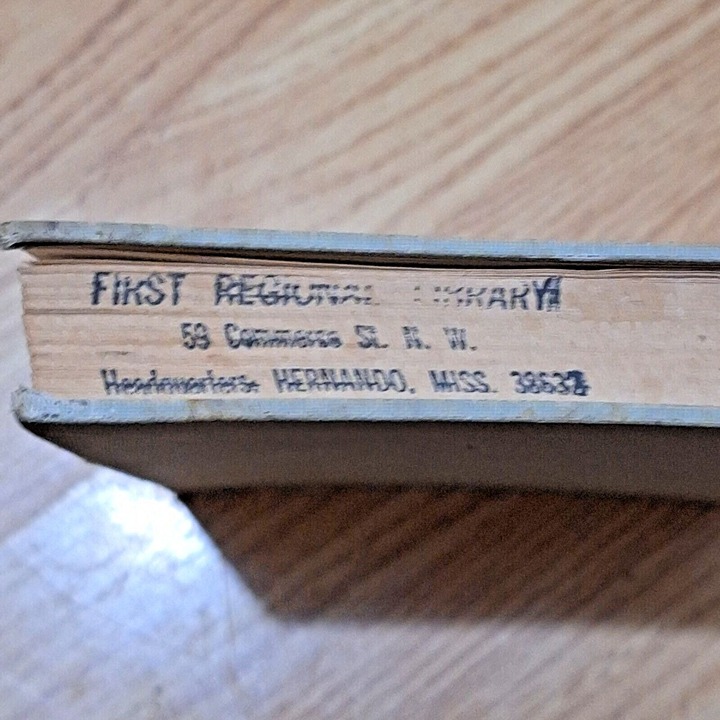 FIRST REGIONAL LIBRARY
59 Commerce St. N. W.
Headquarters: HERNANDO, MISS. 38632